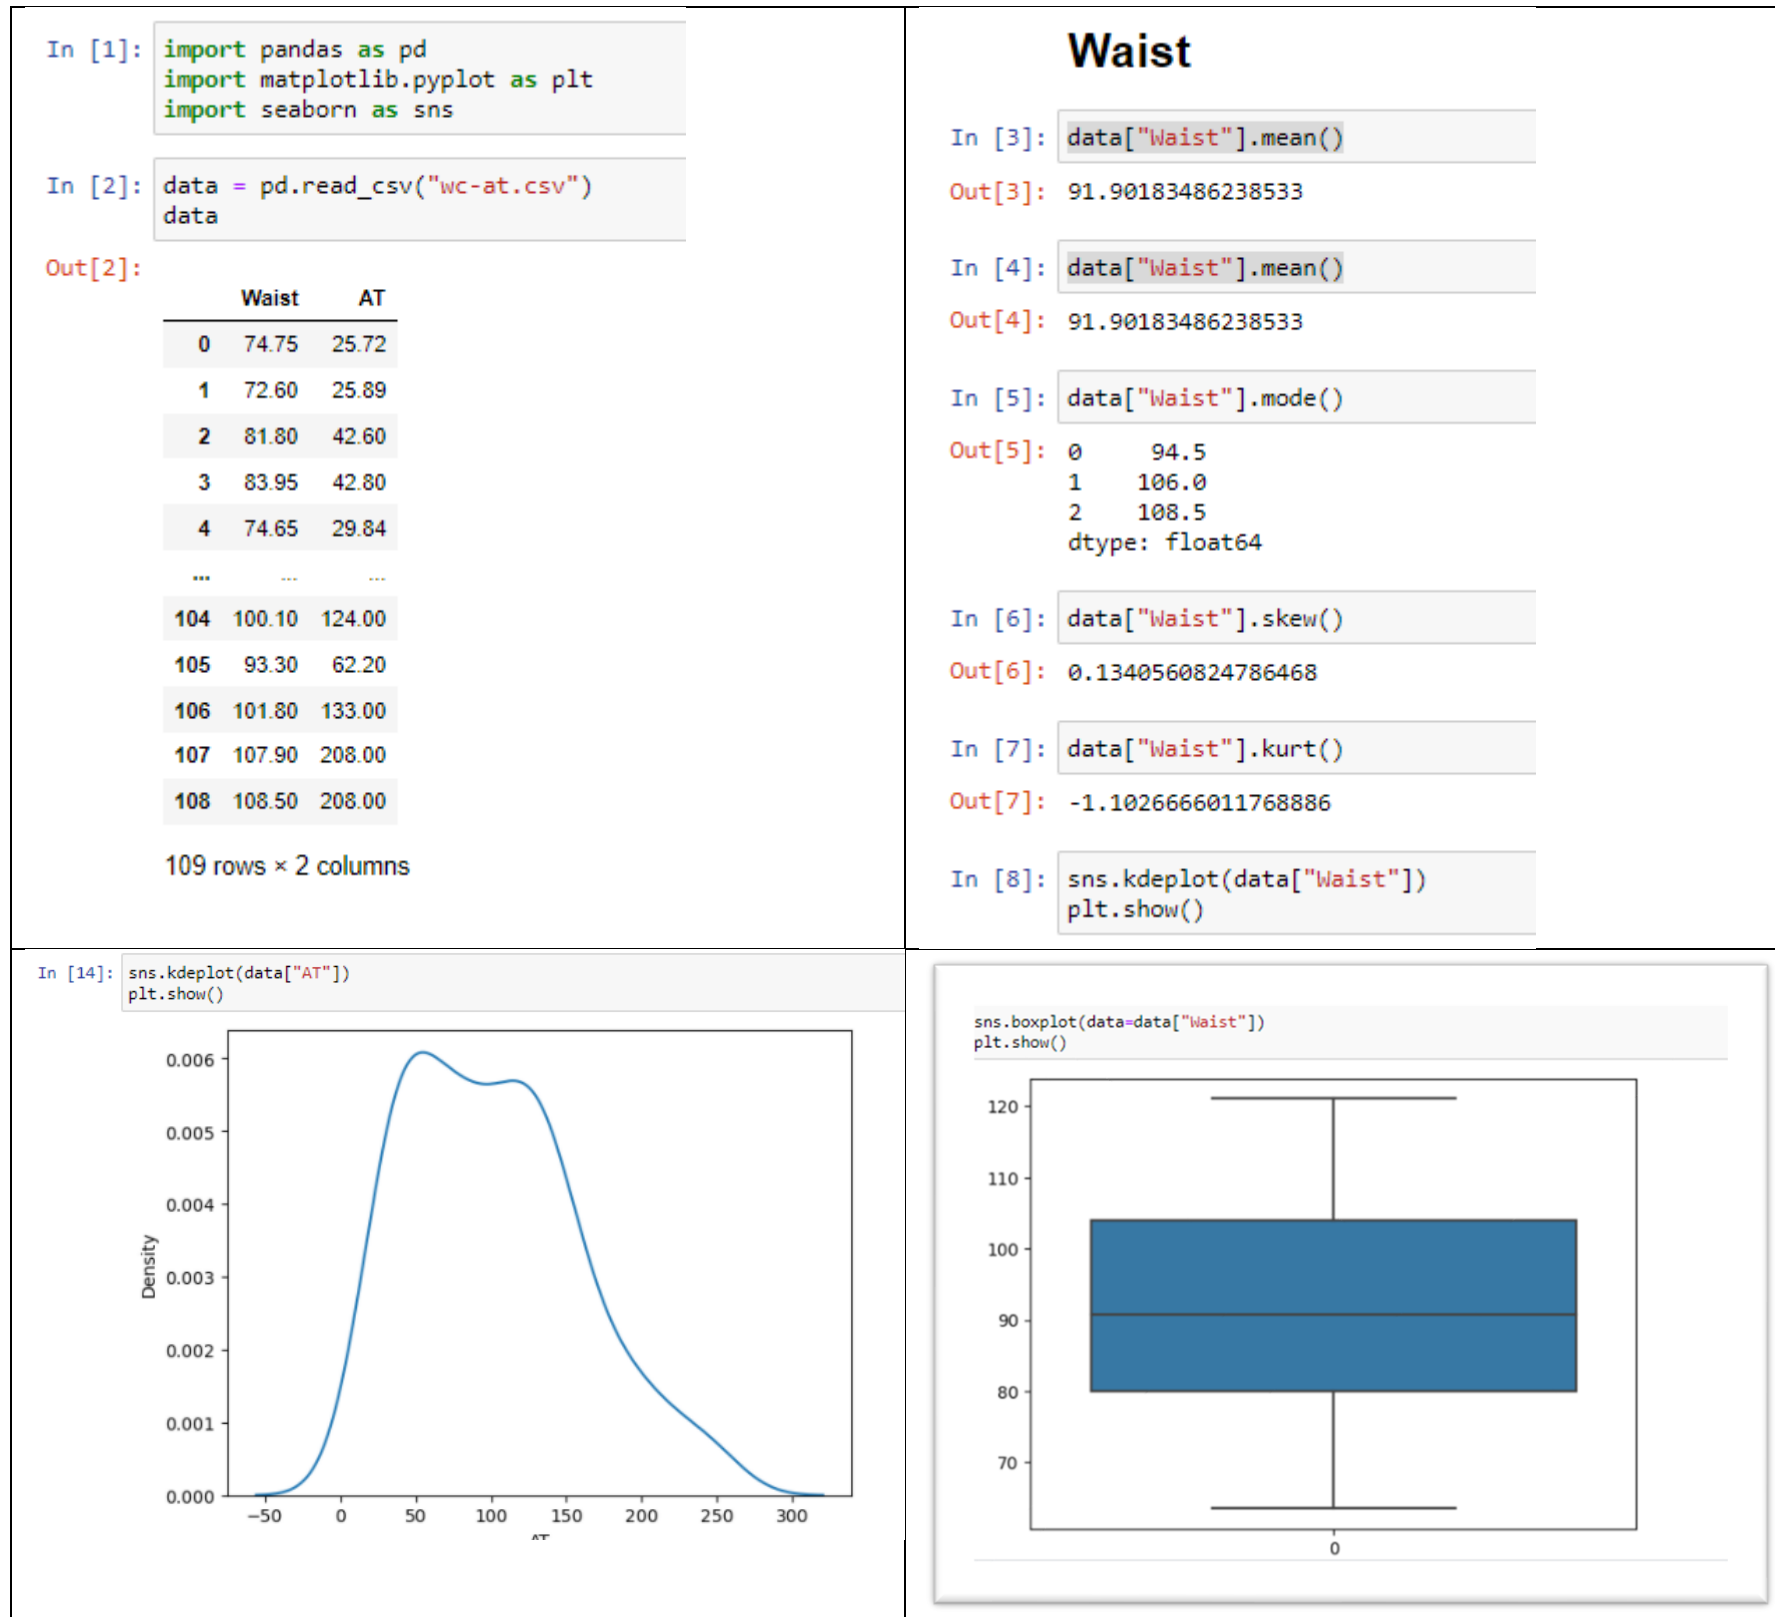 In [1]: import pandas as pd
import matplotlib.pyplot as plt
import seaborn as sns
In [2]: data = pd.read_csv("wc-at.csv")
data
Out[2]:
Waist AT
0 74.75 25.72
1 72.60 25.89
2 81.80 42.60
3 83.95 42.80
4 74.65 29.84
... ... ...
104 100.10 124.00
105 93.30 62.20
106 101.80 133.00
107 107.90 208.00
108 108.50 208.00
109 rows × 2 columns
Waist
In [3]: data["Waist"].mean()
Out[3]: 91.90183486238533
In [4]: data["Waist"].mean()
Out[4]: 91.90183486238533
In [5]: data["Waist"].mode()
Out[5]: 0 94.5
1 106.0
2 108.5
dtype: float64
In [6]: data["Waist"].skew()
Out[6]: 0.1340560824786468
In [7]: data["Waist"].kurt()
Out[7]: -1.1026666011768886
In [8]: sns.kdeplot(data["Waist"])
plt.show()
In [14]: sns.kdeplot(data["AT"])
plt.show()
0.006
0.005
0.004
0.003
0.002
0.001
0.000
Density
−50 0 50 100 150 200 250 300
AT
sns.boxplot(data=data["Waist"])
plt.show()
120
110
100
90
80
70
0